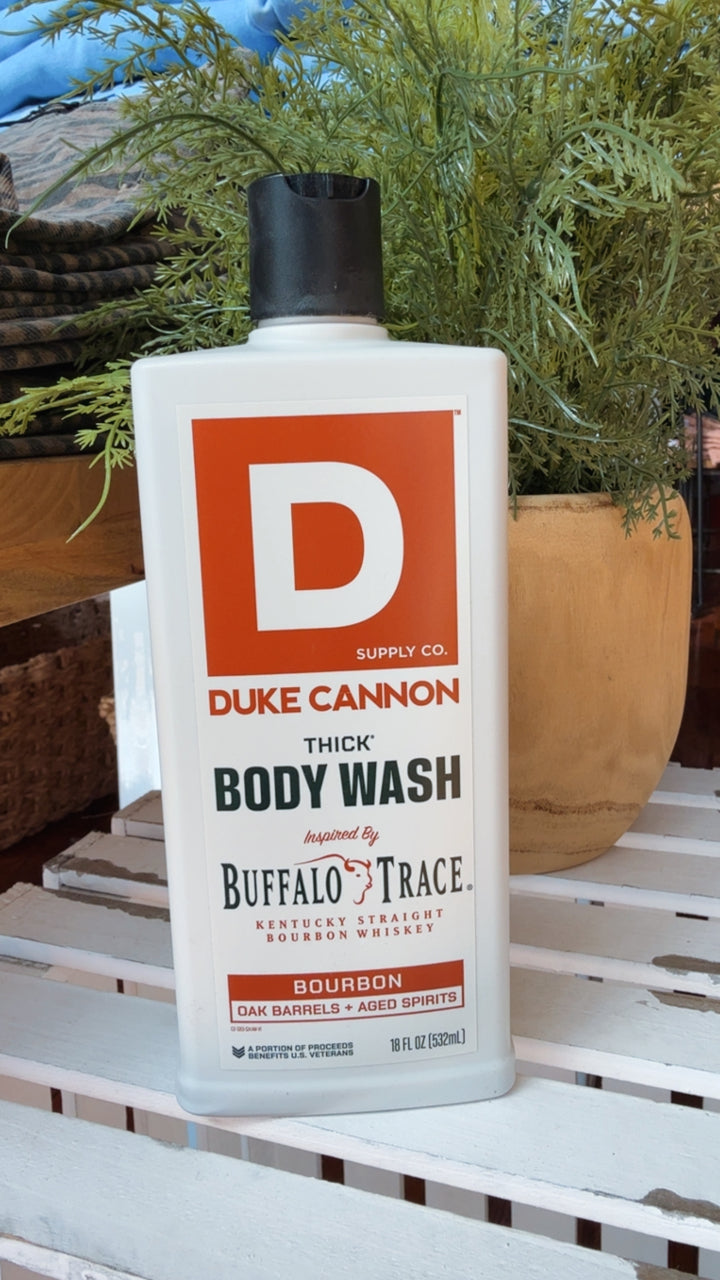 D
™
SUPPLY CO.
DUKE CANNON
THICK*
BODY WASH
Inspired By
BUFFALO TRACE®
KENTUCKY STRAIGHT
BOURBON WHISKEY
BOURBON
OAK BARRELS + AGED SPIRITS
A PORTION OF PROCEEDS
BENEFITS U.S. VETERANS
18 FL OZ (532mL)